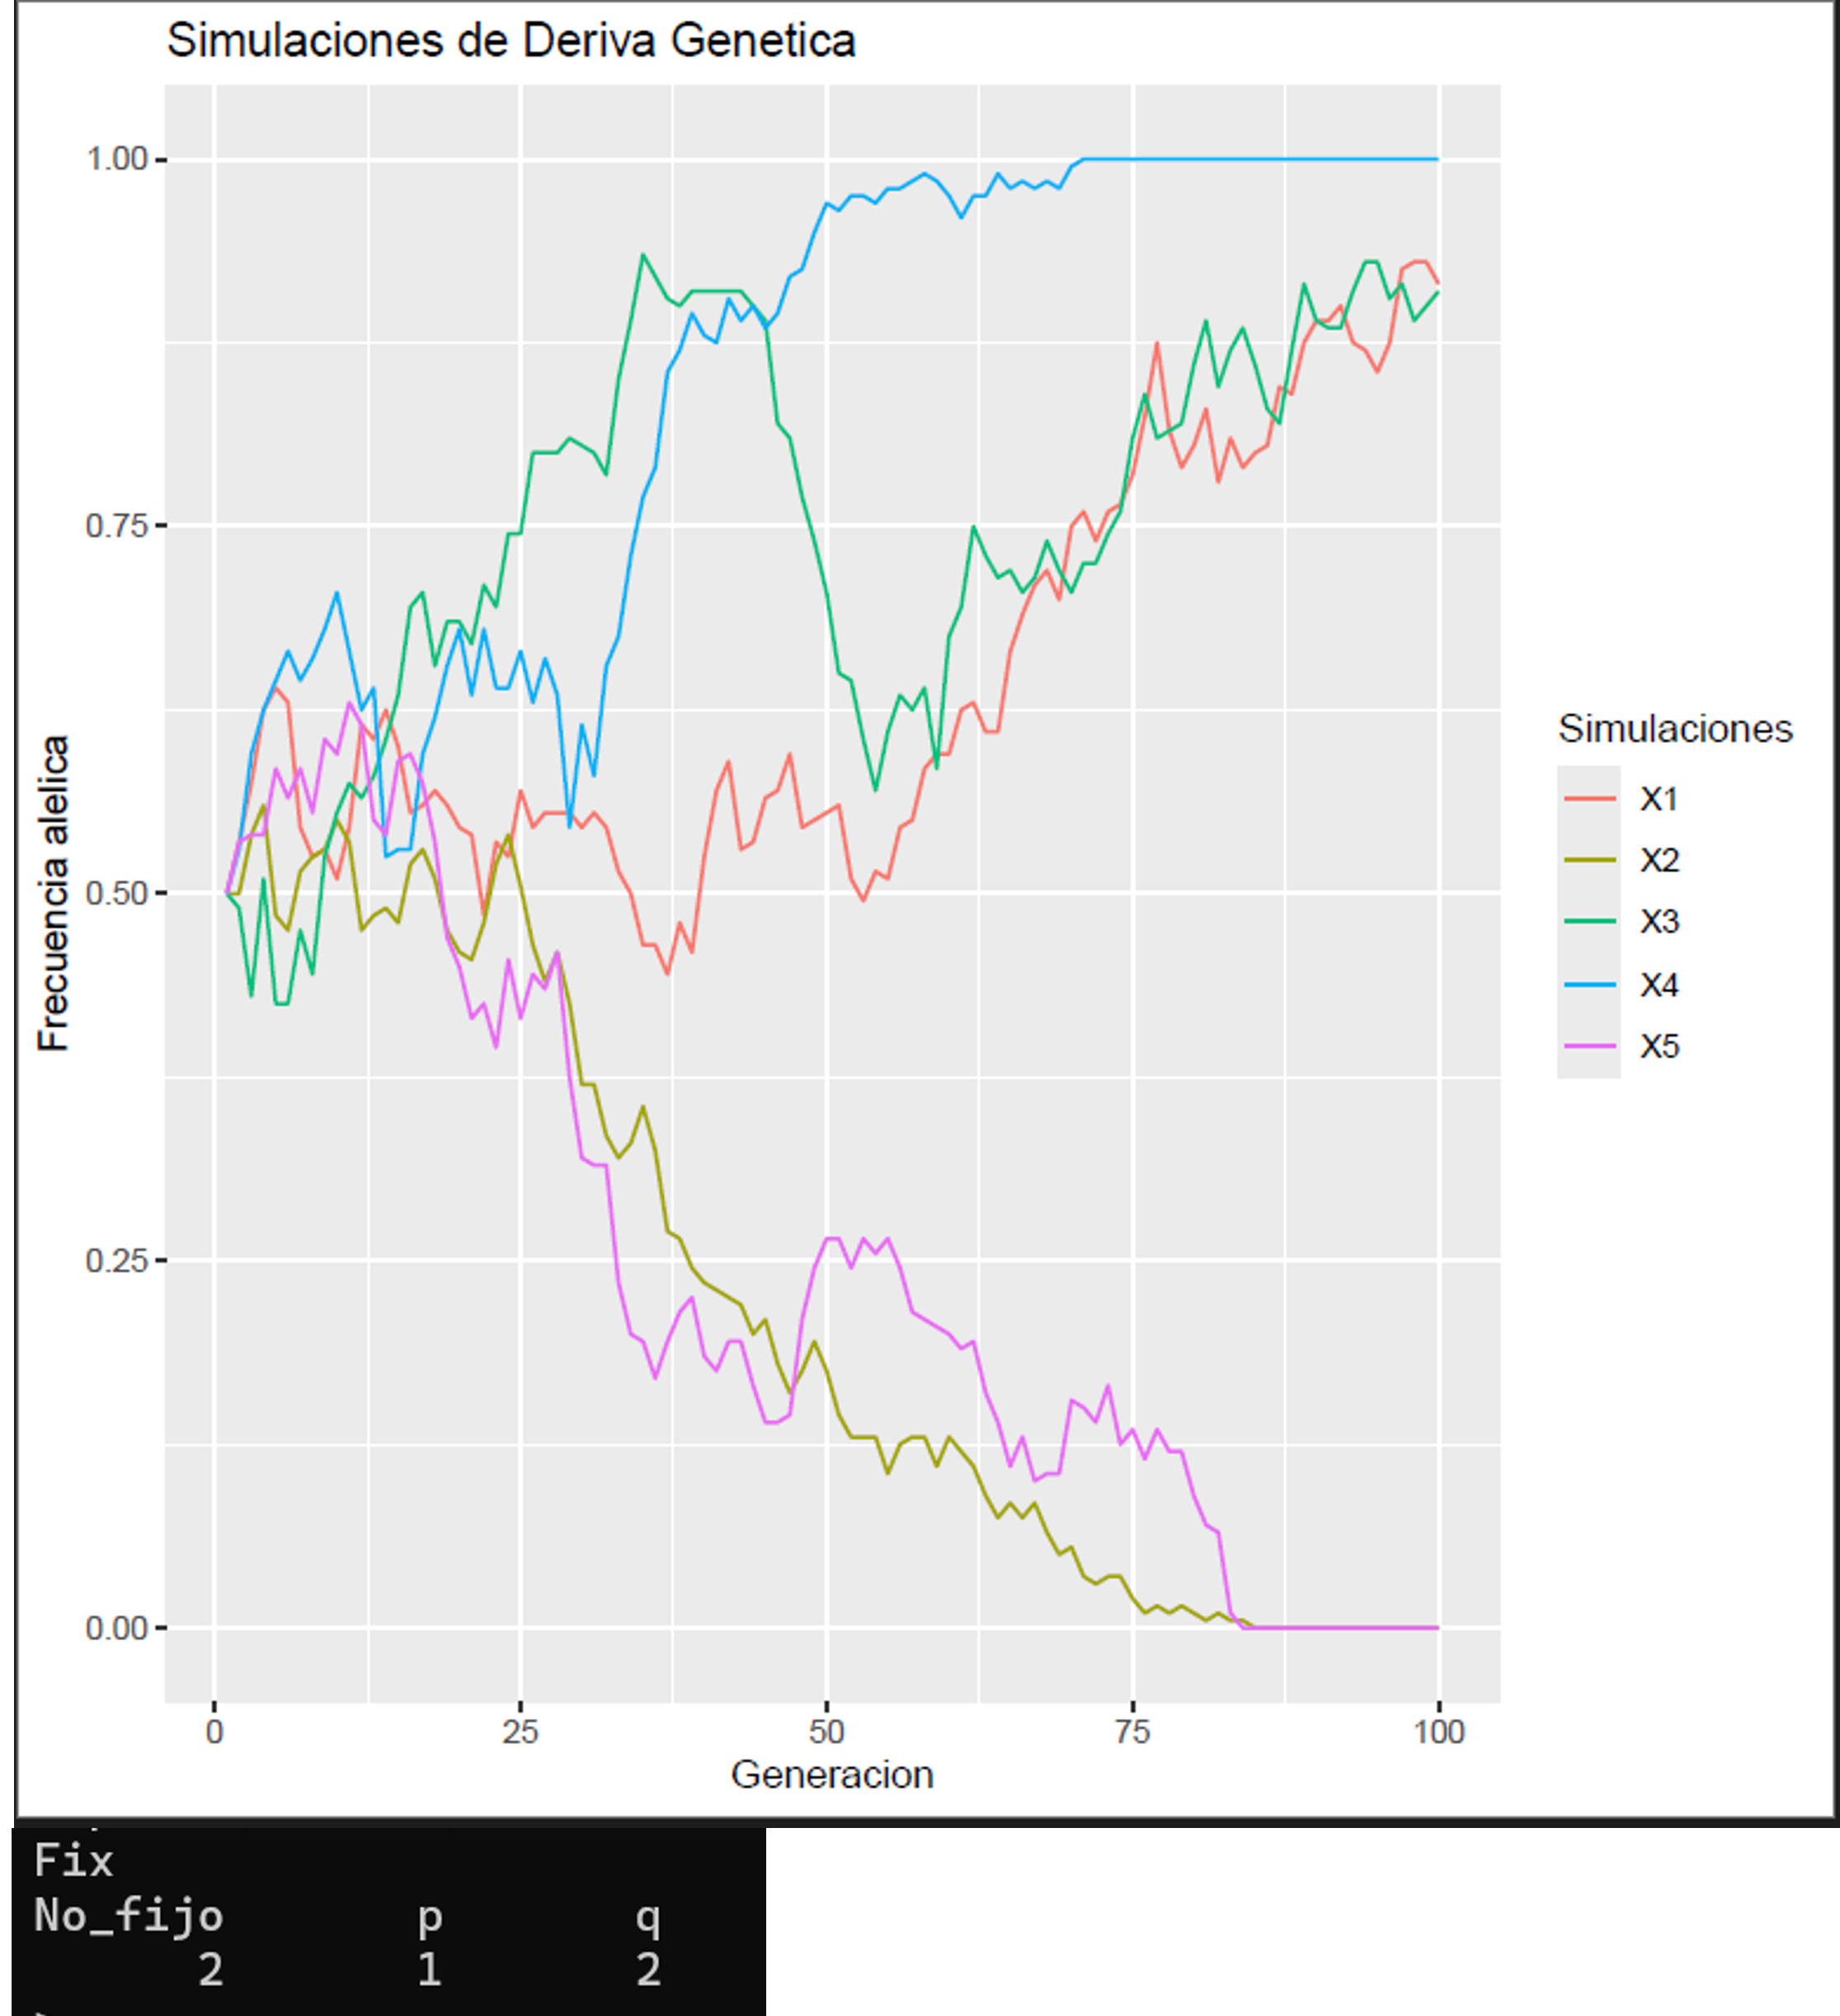 Simulaciones de Deriva Genetica
1.00
0.75
0.50
0.25
0.00
Frecuencia alelica
0
25
50
75
100
Generacion
Simulaciones
X1
X2
X3
X4
X5
Fix
No_fijo p q
2 1 2